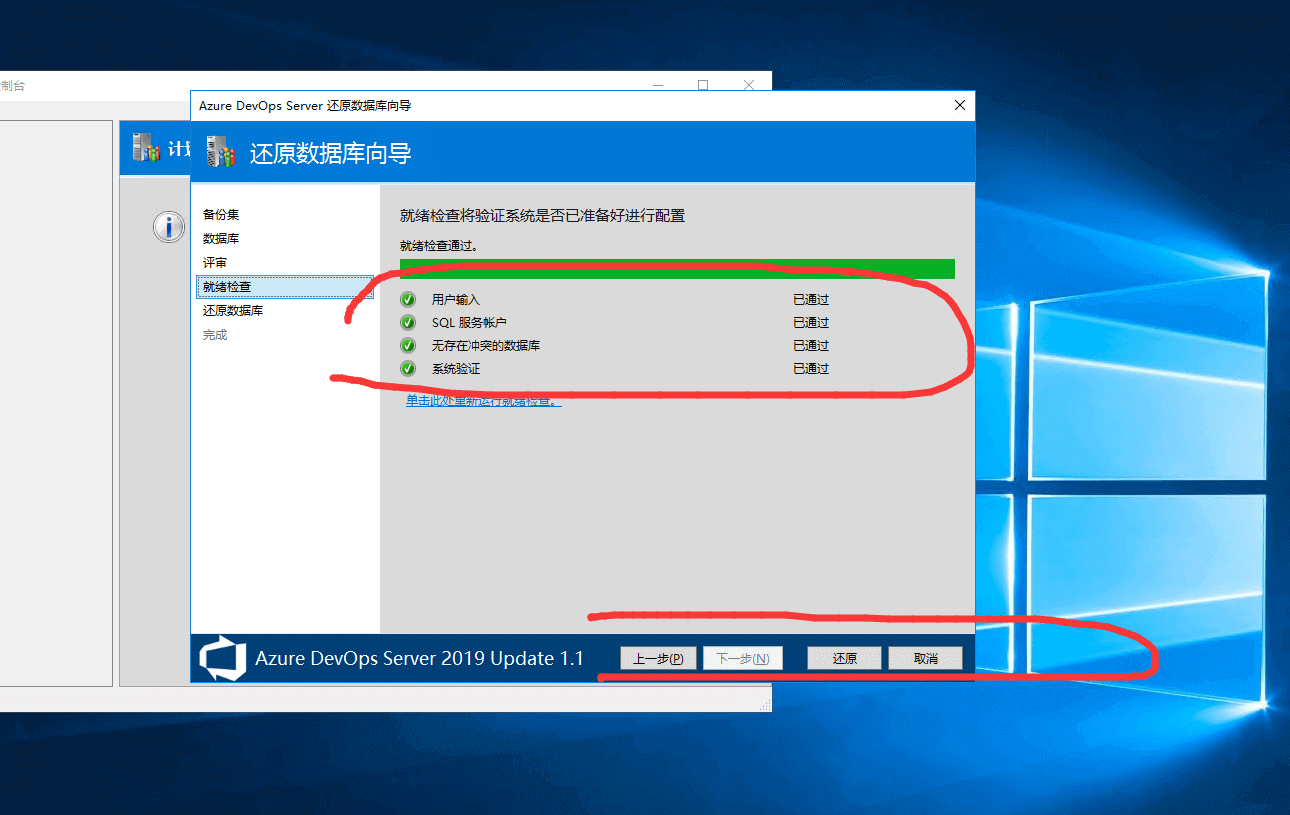 制台
Azure DevOps Server 还原数据库向导
计
还原数据库向导
备份集
数据库
评审
就绪检查
还原数据库
完成
就绪检查将验证系统是否已准备好进行配置
就绪检查通过。
用户输入 已通过
SQL 服务帐户 已通过
无存在冲突的数据库 已通过
系统验证 已通过
单击此处重新运行就绪检查。
Azure DevOps Server 2019 Update 1.1
上一步(P) 下一步(N) 还原 取消